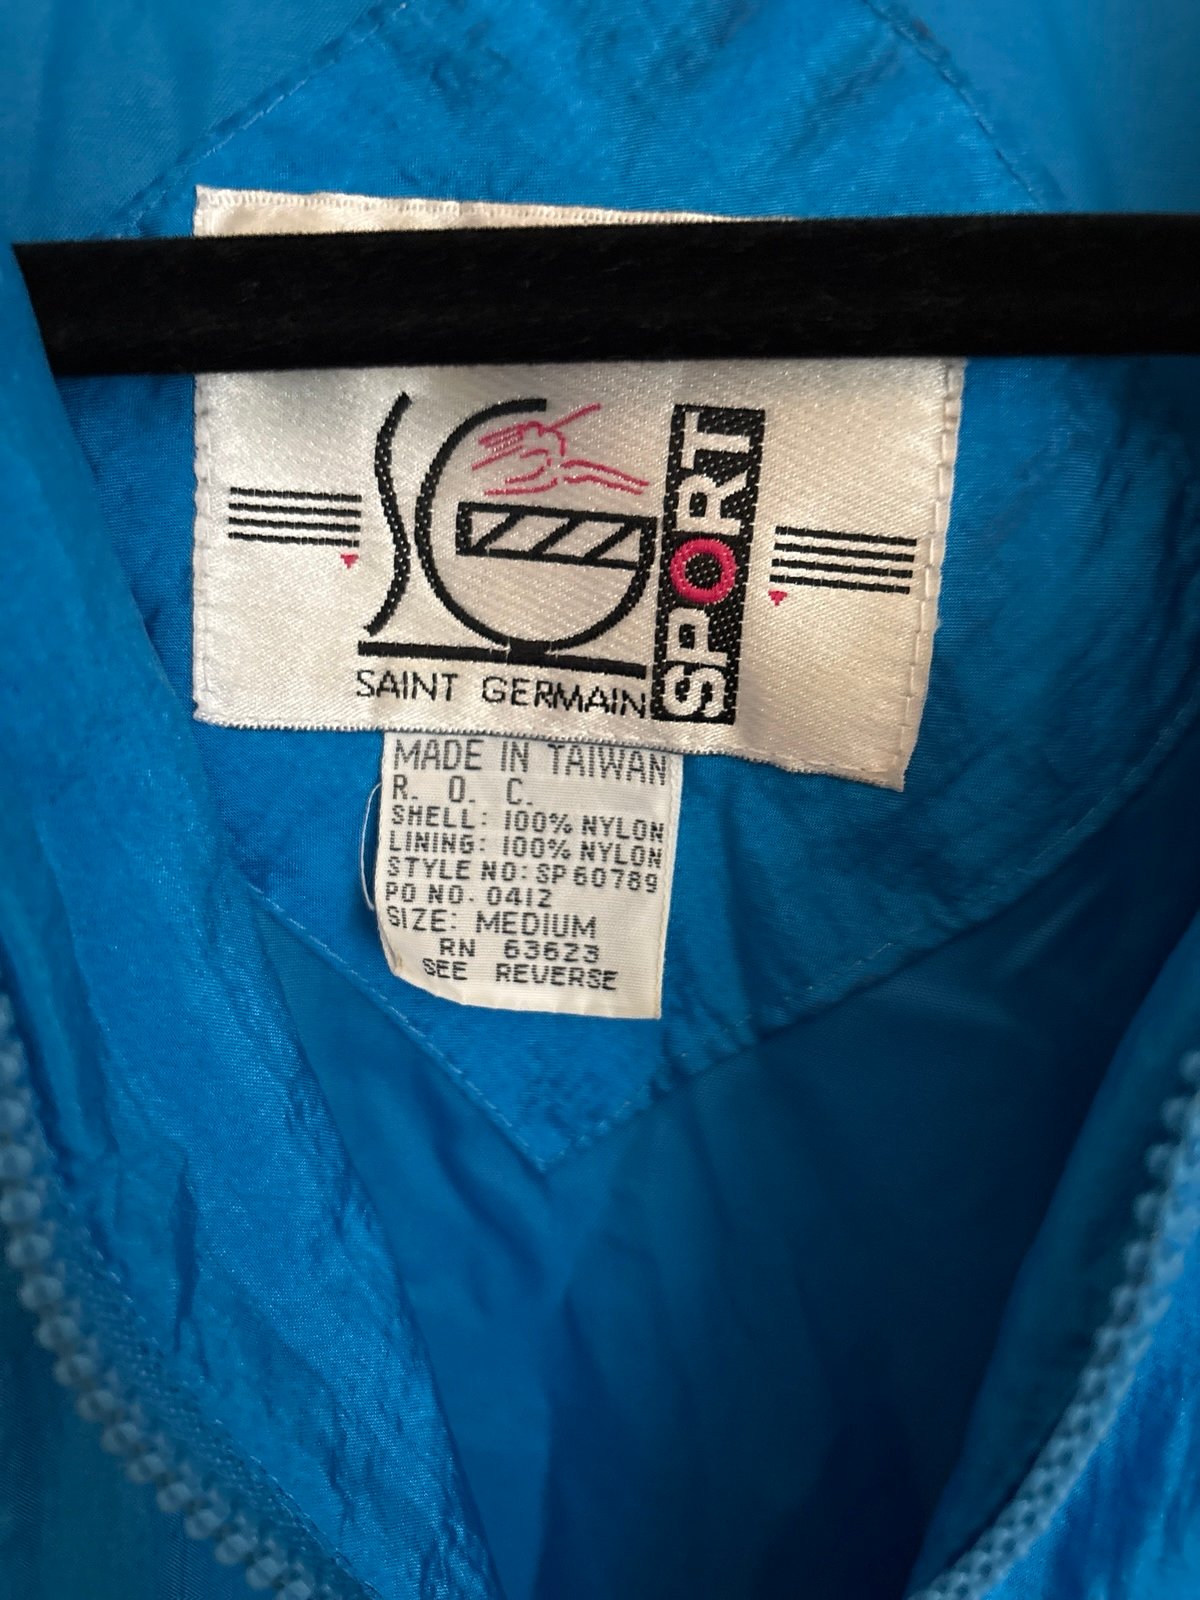 SPORT
SAINT GERMAIN
MADE IN TAIWAN
R. O. C.
SHELL: 100% NYLON
LINING: 100% NYLON
STYLE NO: SP60789
PO NO. 0412
SIZE: MEDIUM
RN 63623
SEE REVERSE